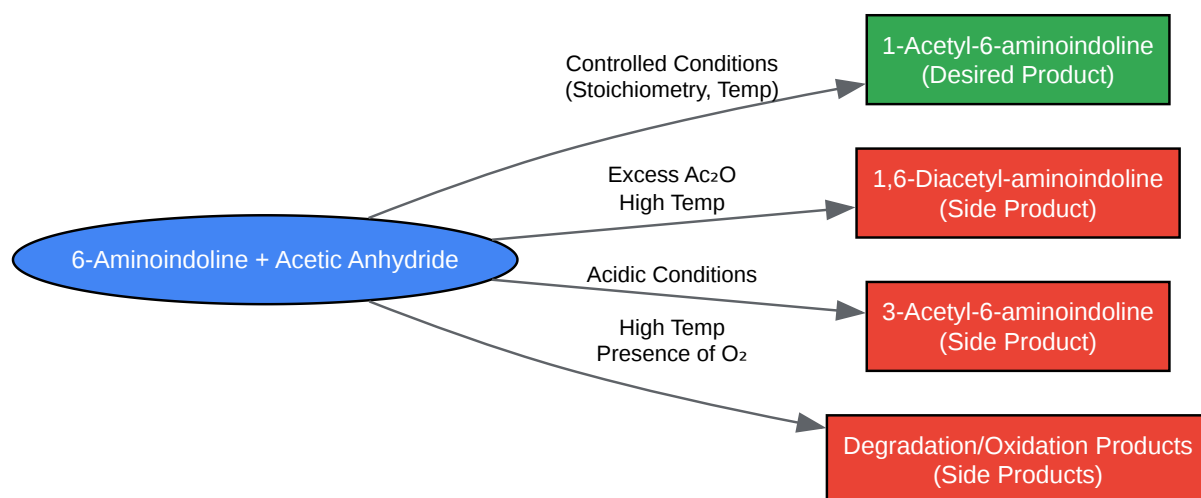 Controlled Conditions
(Stoichiometry, Temp)
1-Acetyl-6-aminoindoline
(Desired Product)
Excess Ac₂O
High Temp
1,6-Diacetyl-aminoindoline
(Side Product)
6-Aminoindoline + Acetic Anhydride
Acidic Conditions
3-Acetyl-6-aminoindoline
(Side Product)
High Temp
Presence of O₂
Degradation/Oxidation Products
(Side Products)